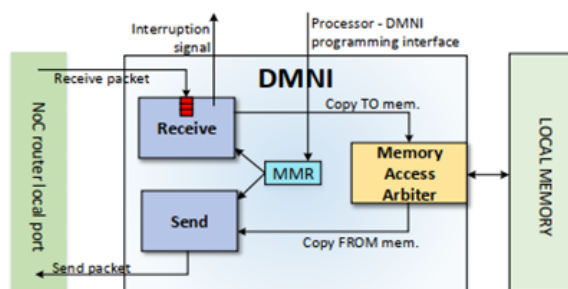 Interruption
signal
Processor - DMNI
programming interface
DMNI
Receive packet
Copy TO mem.
Receive
MMR
Memory
Access
Arbiter
Send
Copy FROM mem.
Send packet
NoC router local port
LOCAL MEMORY